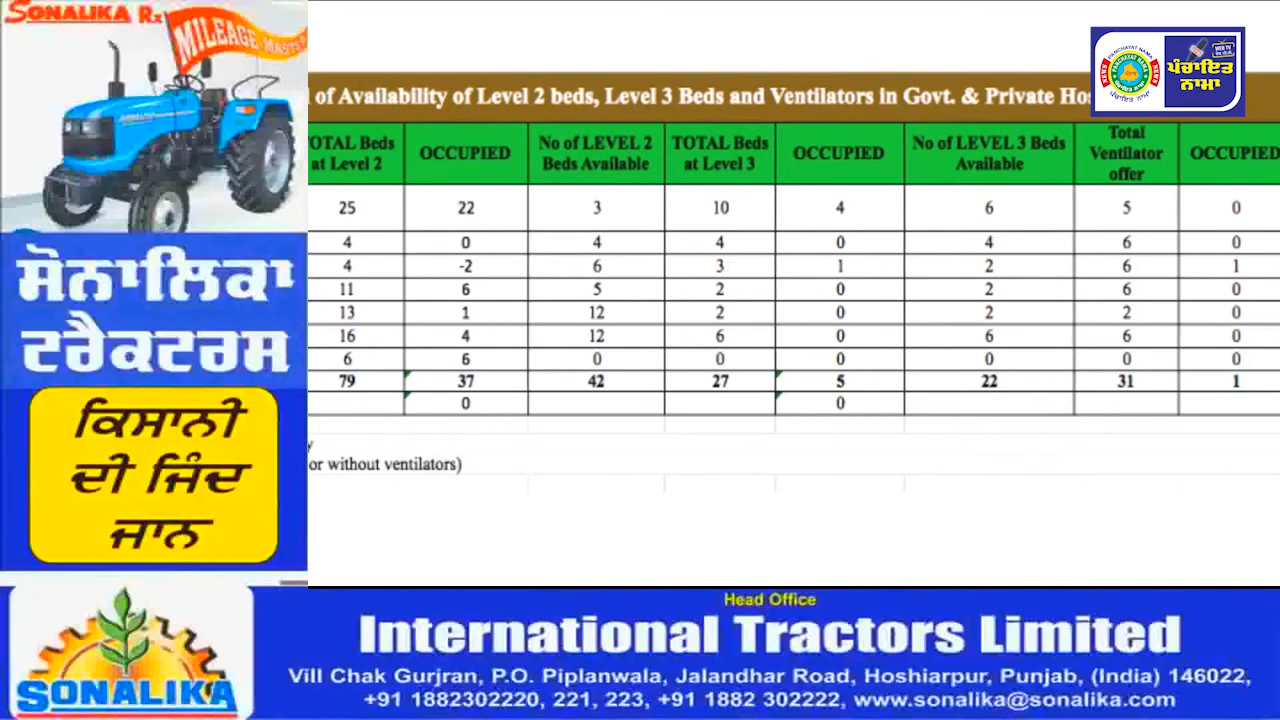 SONALIKA Rx
MILEAGE MASTER
ਸੋਨਾਲਿਕਾ
ਟਰੈਕਟਰਸ
ਕਿਸਾਨੀ
ਦੀ ਜਿੰਦ
ਜਾਨ
PANCHAYAT NAMA
ਪੰਚਾਇਤ ਨਾਮਾ
WEB TV
ਪੰਚਾਇਤ
ਨਾਮਾ
of Availability of Level 2 beds, Level 3 Beds and Ventilators in Govt. & Private
TOTAL Beds at Level 2 OCCUPIED No of LEVEL 2 Beds Available TOTAL Beds at Level 3 OCCUPIED No of LEVEL 3 Beds Available Total Ventilator offer OCCUPIED
25 22 3 10 4 6 5 0
4 0 4 4 0 4 6 0
4 -2 6 3 1 2 6 1
11 6 5 2 0 2 6 0
13 1 12 2 0 2 2 0
16 4 12 6 0 6 6 0
6 6 0 0 0 0 0 0
79 37 42 27 5 22 31 1
0 0
or without ventilators)
SONALIKA
Head Office
International Tractors Limited
Vill Chak Gurjran, P.O. Piplanwala, Jalandhar Road, Hoshiarpur, Punjab, (India) 146022,
+91 1882302220, 221, 223, +91 1882 302222, www.sonalika@sonalika.com